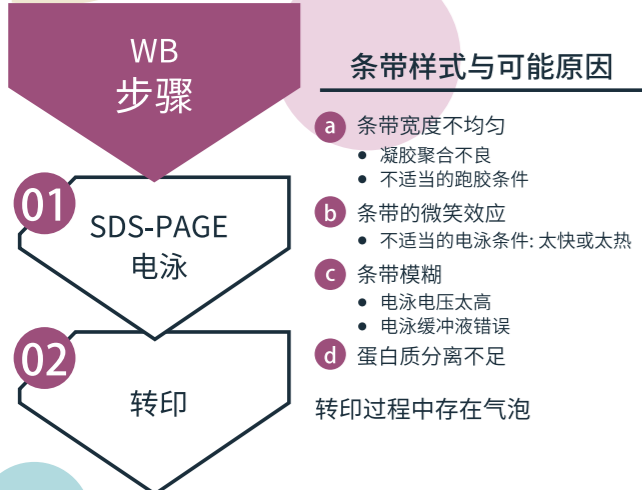 WB
步骤
条带样式与可能原因
a 条带宽度不均匀
• 凝胶聚合不良
• 不适当的跑胶条件
01
SDS-PAGE
电泳
b 条带的微笑效应
• 不适当的电泳条件: 太快或太热
c 条带模糊
• 电泳电压太高
• 电泳缓冲液错误
d 蛋白质分离不足
02
转印
转印过程中存在气泡